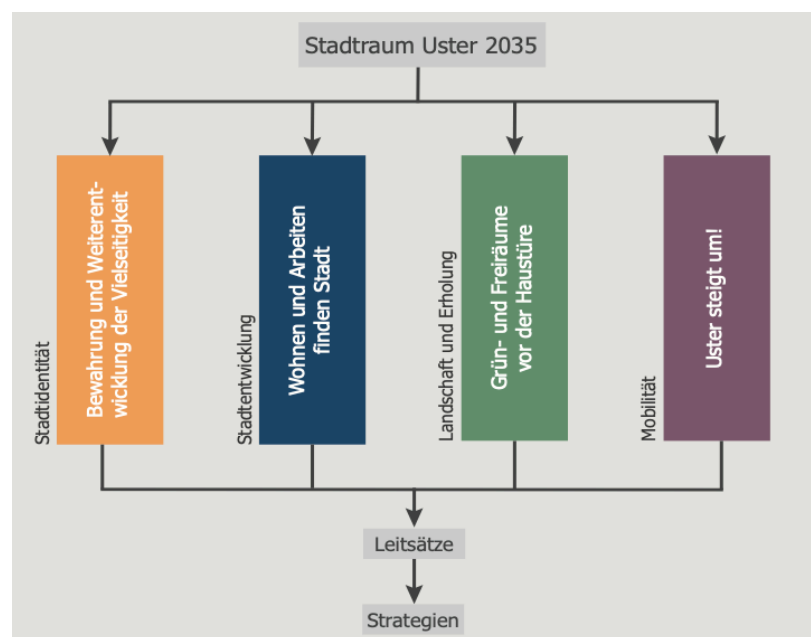 Stadtraum Uster 2035
Stadtidentität
Bewahrung und Weiterent-
wicklung der Vielseitigkeit
Stadtentwicklung
Wohnen und Arbeiten
finden Stadt
Landschaft und Erholung
Grün- und Freiräume
vor der Haustüre
Mobilität
Uster steigt um!
Leitsätze
Strategien